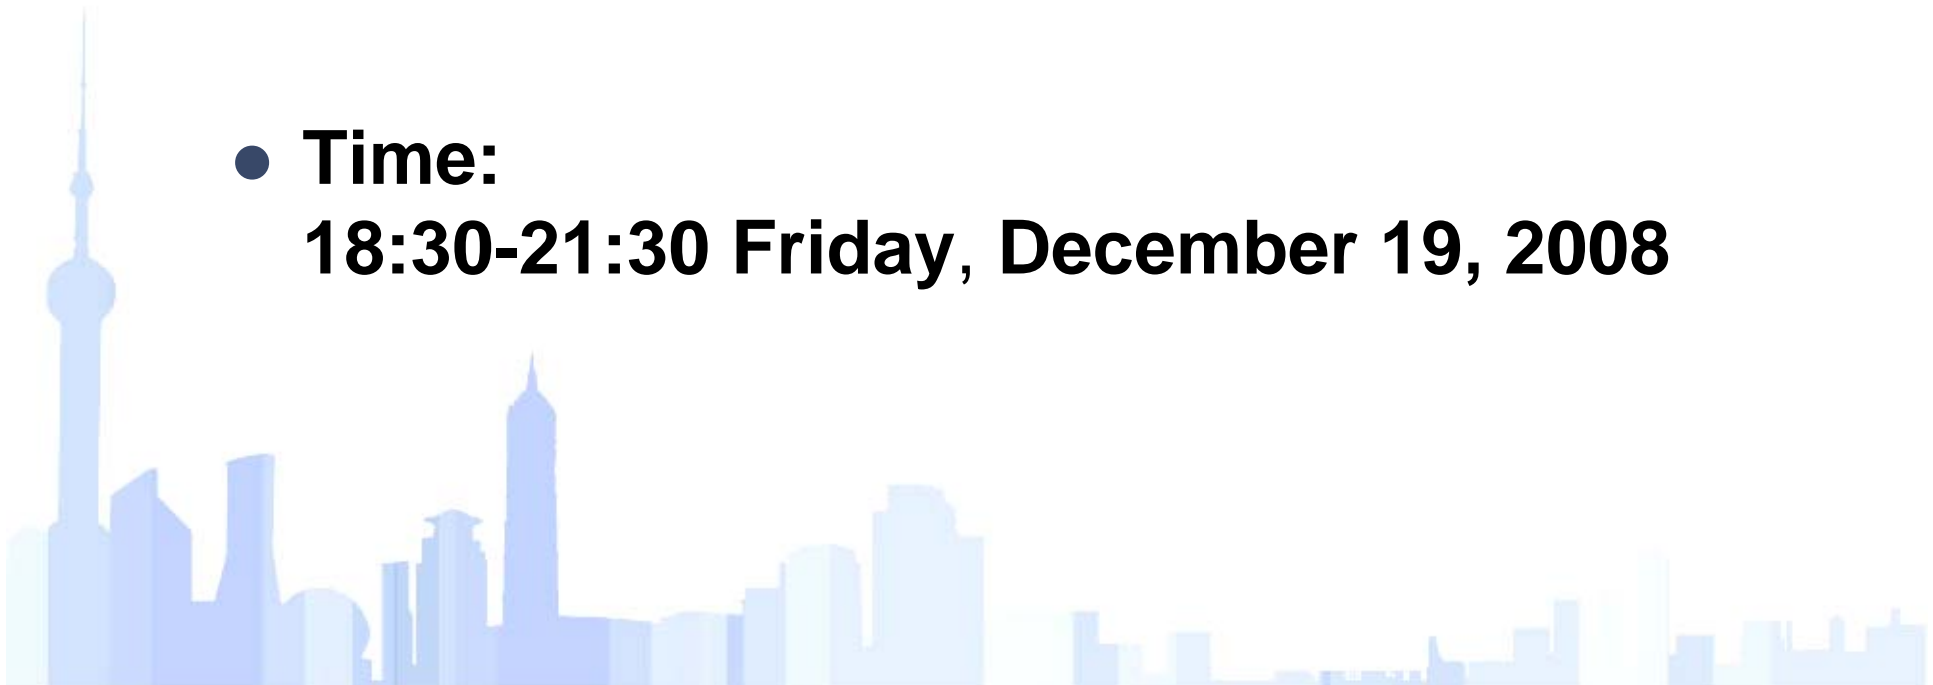 ● Time:
18:30-21:30 Friday, December 19, 2008